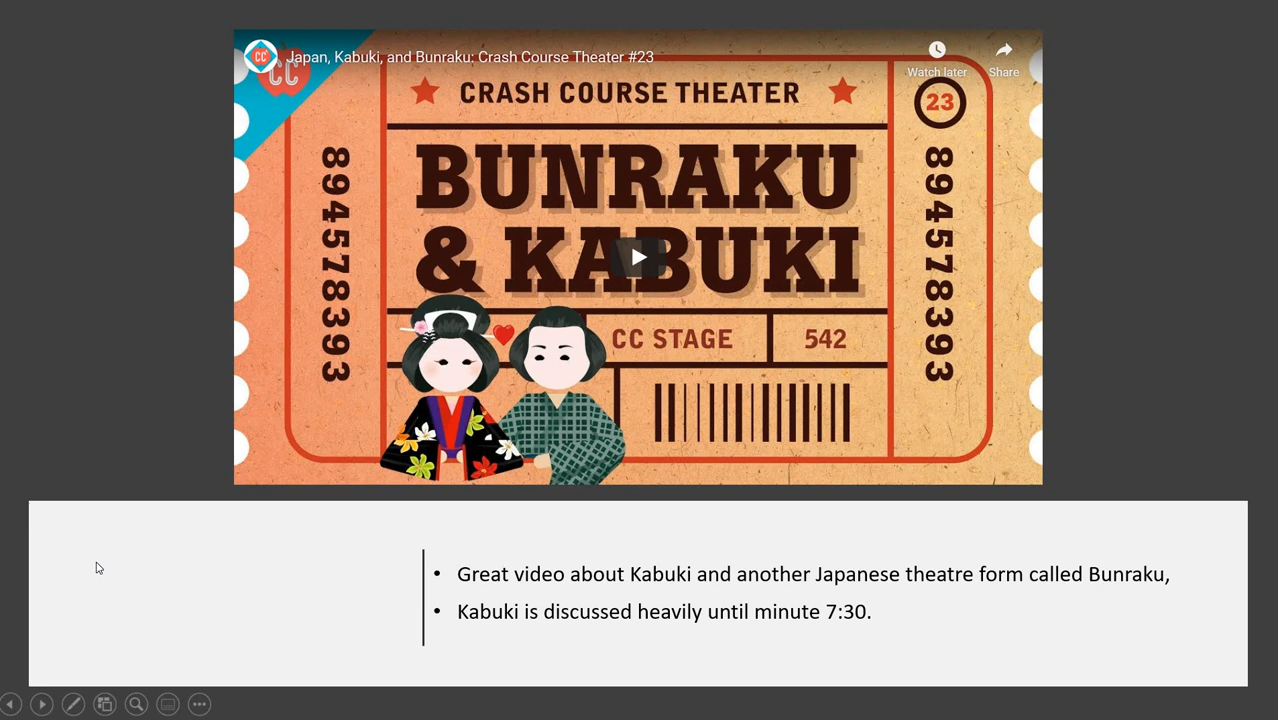 Japan, Kabuki, and Bunraku: Crash Course Theater #23
CC
CC
Watch later
Share
CRASH COURSE THEATER
23
BUNRAKU
& KABUKI
894578393
894578393
CC STAGE
542
• Great video about Kabuki and another Japanese theatre form called Bunraku,
• Kabuki is discussed heavily until minute 7:30.